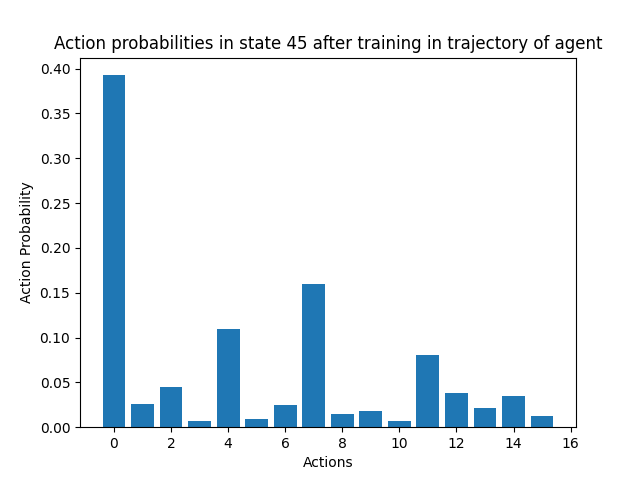 Action probabilities in state 45 after training in trajectory of agent
0.40
0.35
0.30
0.25
0.20
0.15
0.10
0.05
0.00
Action Probability
0 2 4 6 8 10 12 14 16
Actions